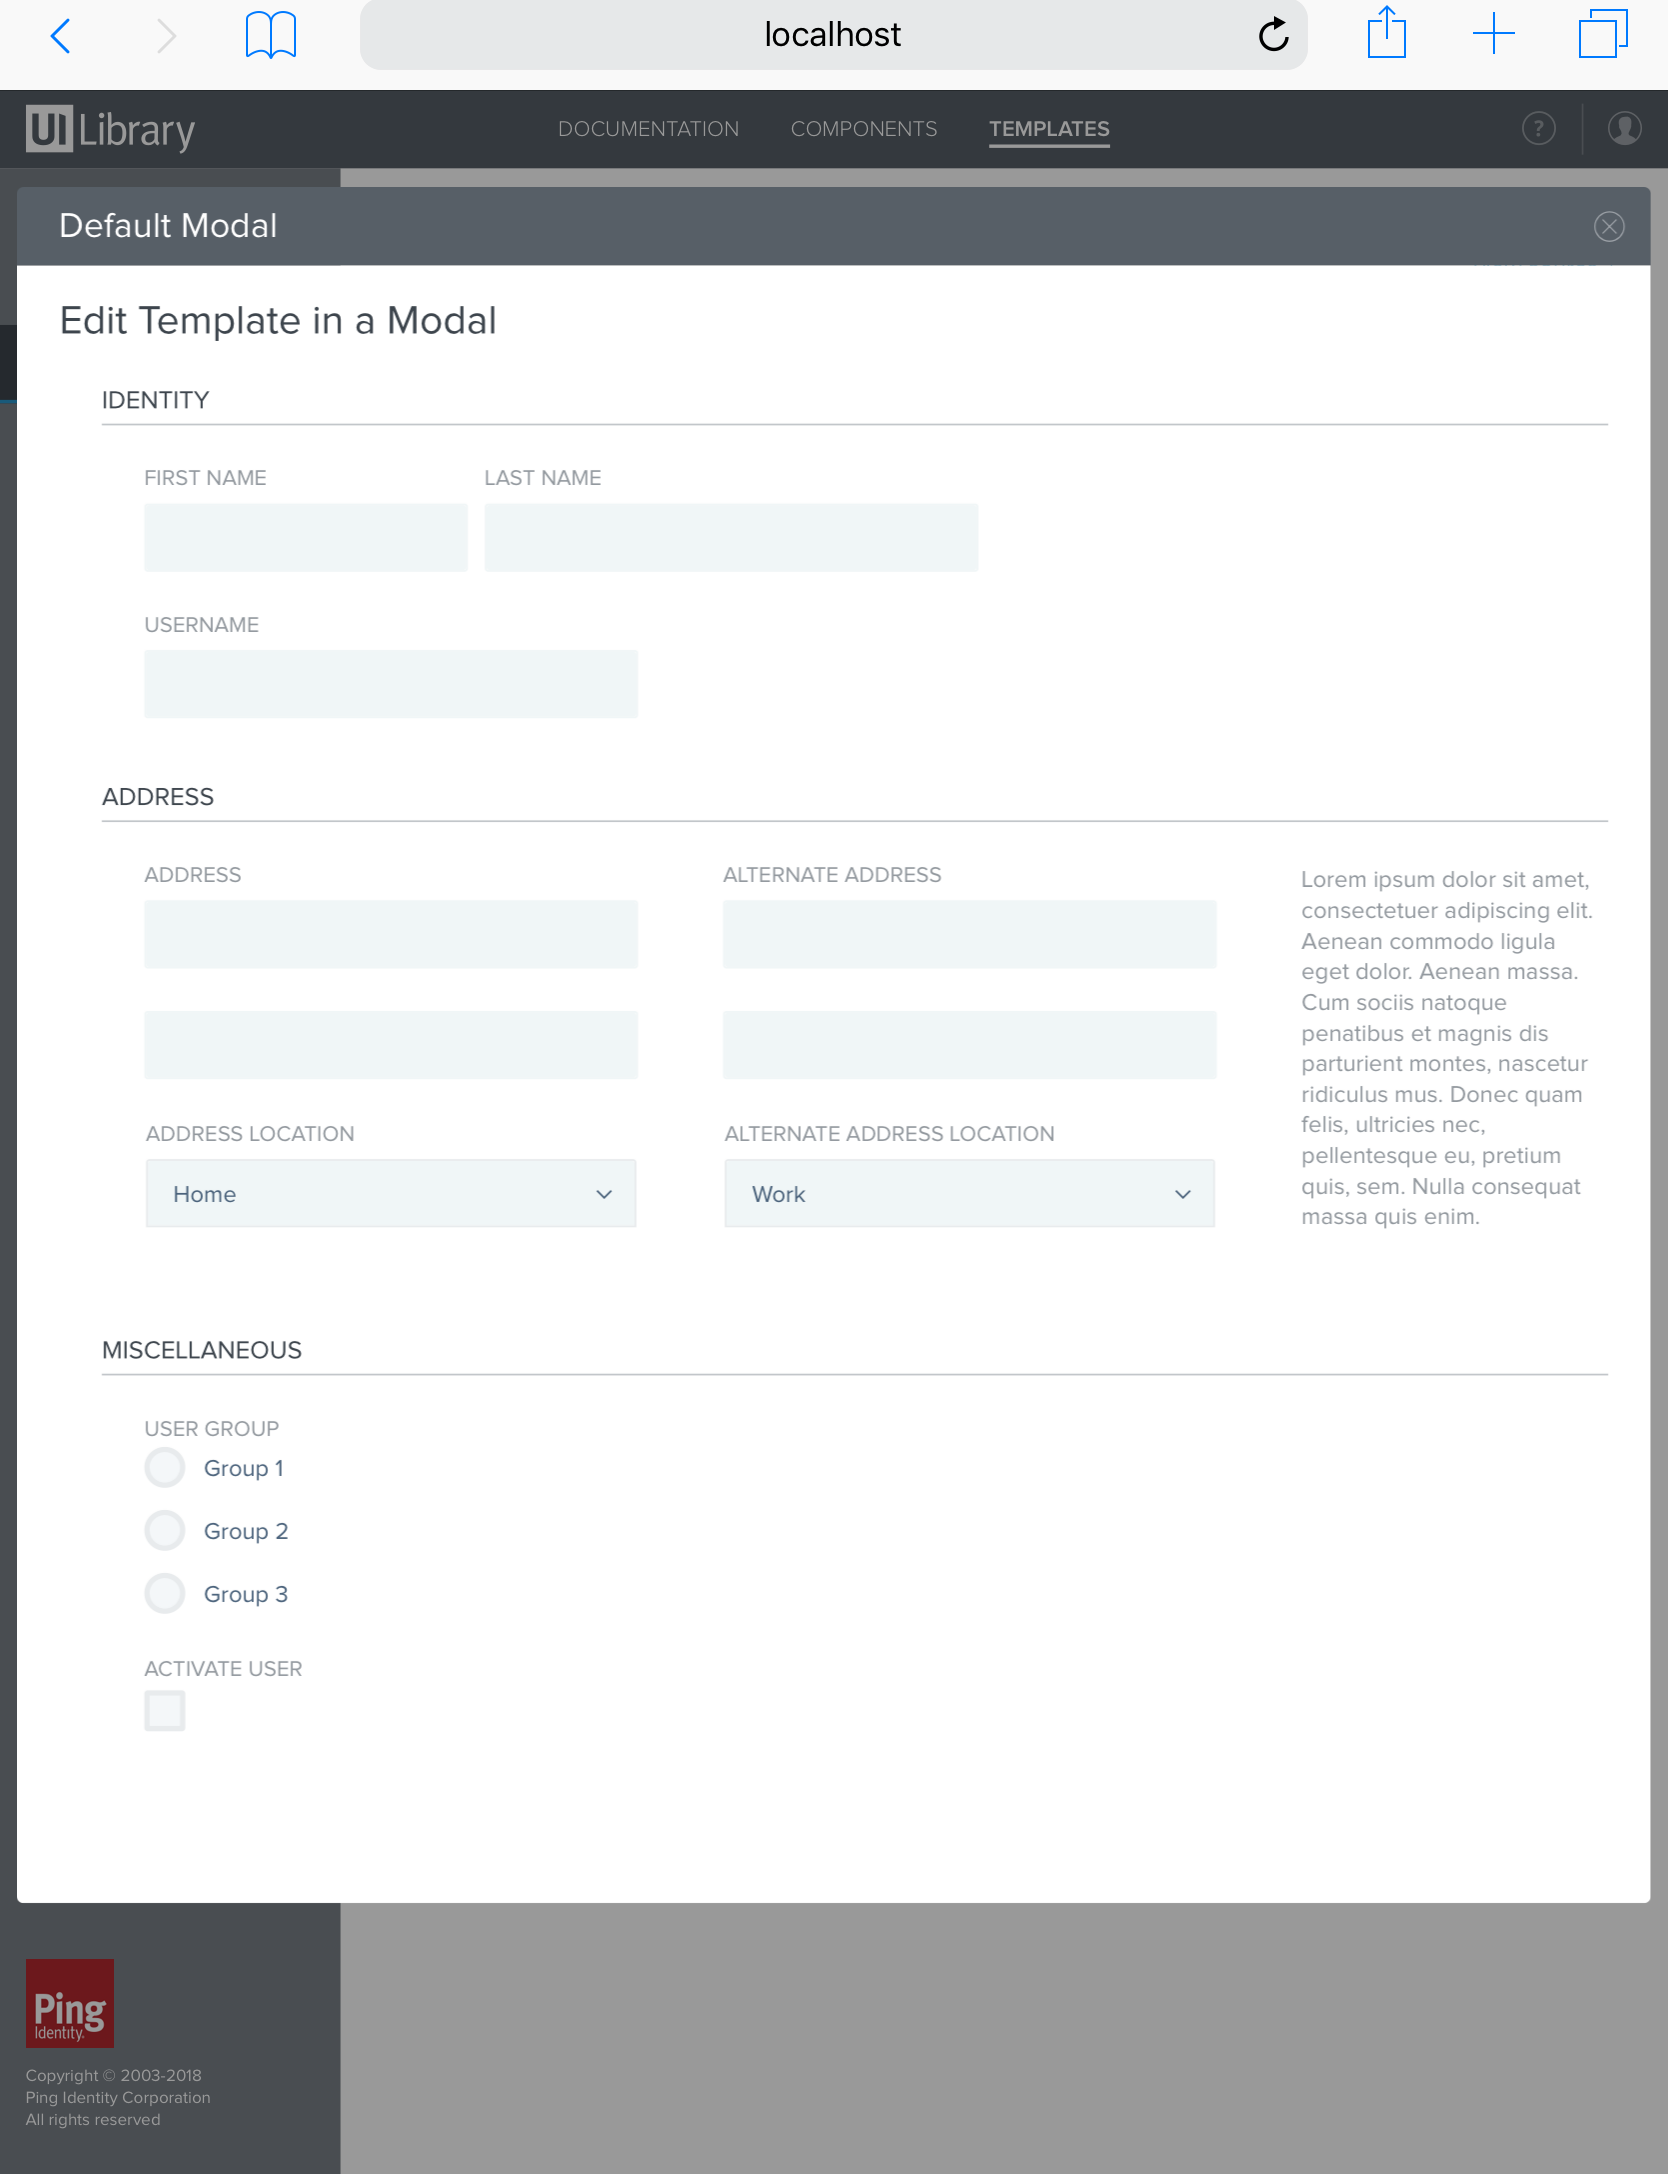 localhost
UI Library
DOCUMENTATION COMPONENTS TEMPLATES ?
Default Modal
Edit Template in a Modal
IDENTITY
FIRST NAME LAST NAME
USERNAME
ADDRESS
ADDRESS ALTERNATE ADDRESS
ADDRESS LOCATION ALTERNATE ADDRESS LOCATION
Home Work
Lorem ipsum dolor sit amet,
consectetuer adipiscing elit.
Aenean commodo ligula
eget dolor. Aenean massa.
Cum sociis natoque
penatibus et magnis dis
parturient montes, nascetur
ridiculus mus. Donec quam
felis, ultricies nec,
pellentesque eu, pretium
quis, sem. Nulla consequat
massa quis enim.
MISCELLANEOUS
USER GROUP
Group 1
Group 2
Group 3
ACTIVATE USER
Ping
Identity.
Copyright © 2003-2018
Ping Identity Corporation
All rights reserved